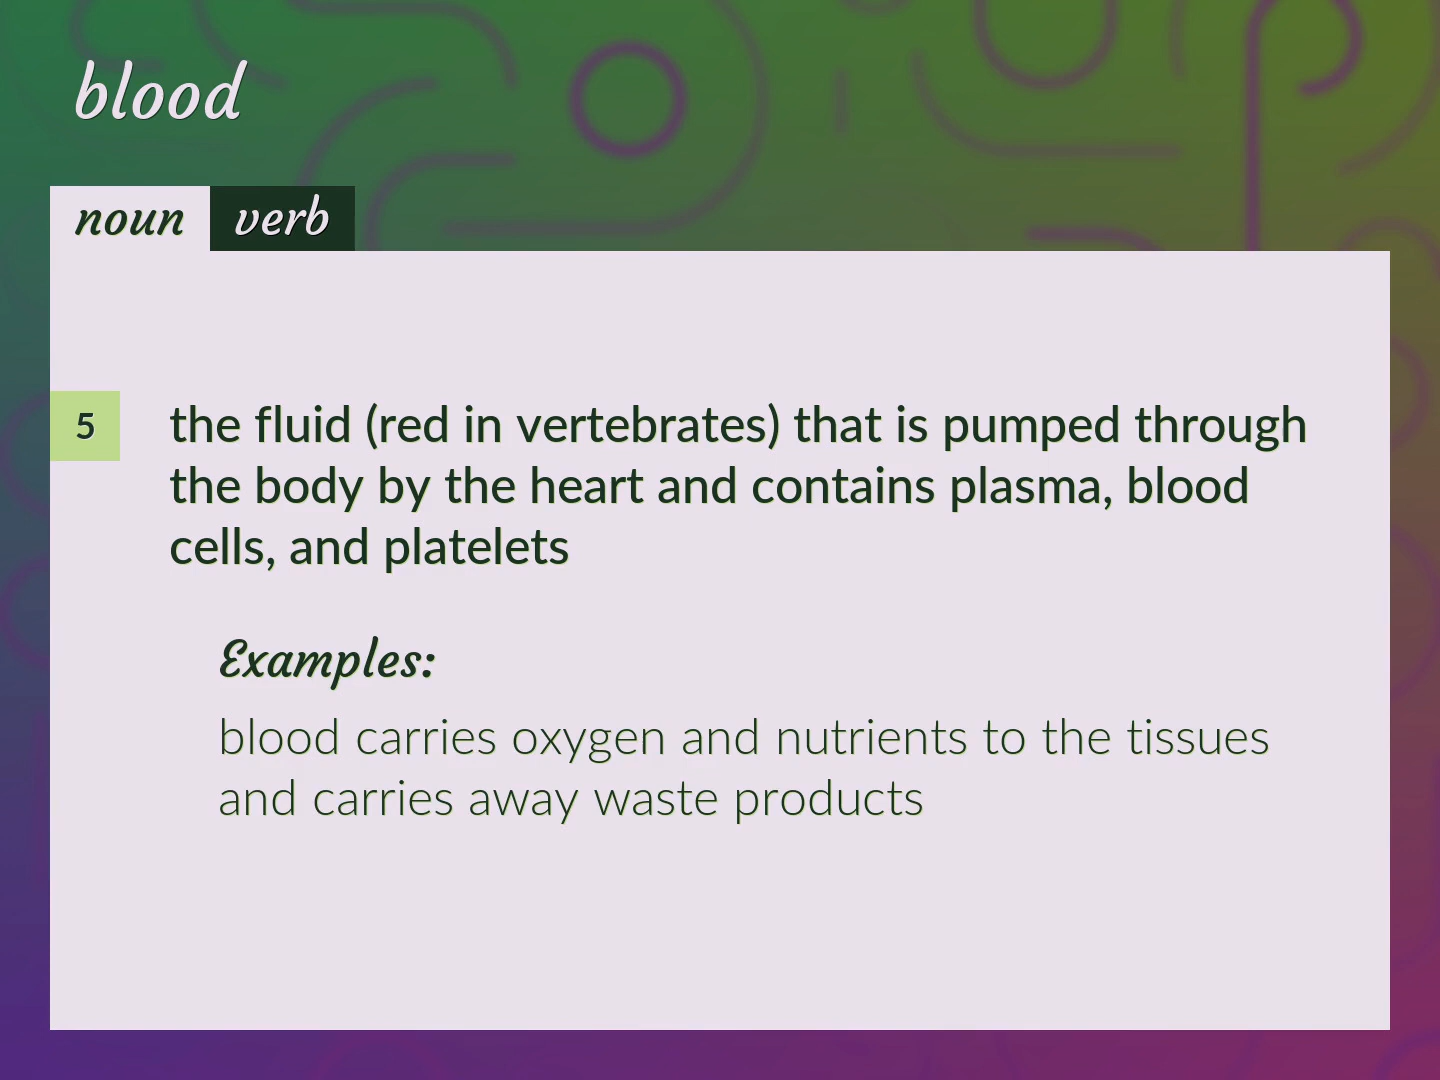 blood
noun verb
5 the fluid (red in vertebrates) that is pumped through
the body by the heart and contains plasma, blood
cells, and platelets
Examples:
blood carries oxygen and nutrients to the tissues
and carries away waste products